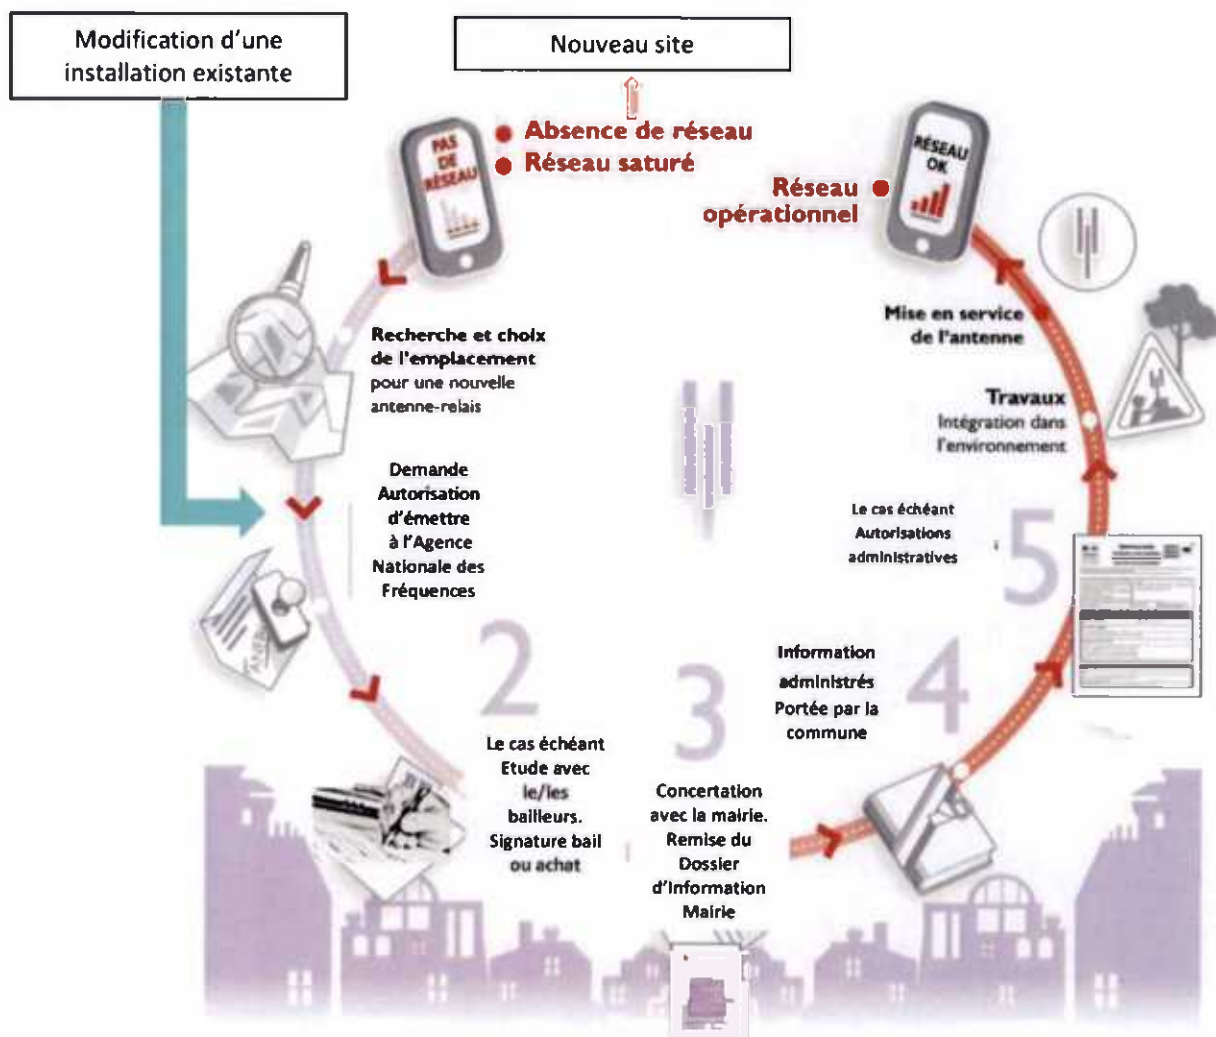 Modification d'une
installation existante
Nouveau site
PAS
DE
RÉSEAU
Absence de réseau
Réseau saturé
RÉSEAU
OK
Réseau
opérationnel
Recherche et choix
de l'emplacement
pour une nouvelle
antenne-relais
Demande
Autorisation
d'émettre
à l'Agence
Nationale des
Fréquences
2
Le cas échéant
Etude avec
le/les
bailleurs.
Signature bail
ou achat
3
Concertation
avec la mairie.
Remise du
Dossier
d'Information
Mairie
4
Information
administrés
Portée par la
commune
5
Le cas échéant
Autorisations
administratives
Travaux
Intégration dans
l'environnement
Mise en service
de l'antenne